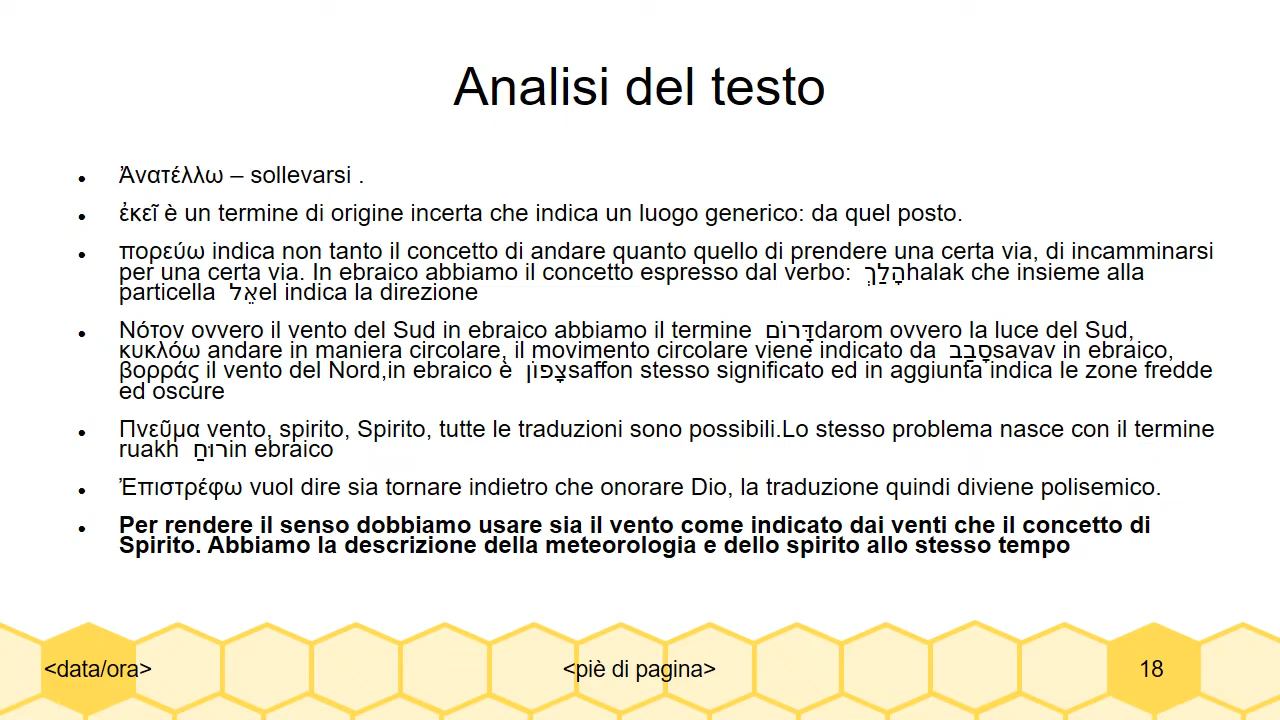 Analisi del testo
Ἀνατέλλω – sollevarsi .
ἐκεῖ è un termine di origine incerta che indica un luogo generico: da quel posto.
πορεύω indica non tanto il concetto di andare quanto quello di prendere una certa via, di incamminarsi
per una certa via. In ebraico abbiamo il concetto espresso dal verbo: הָלַךְ halak che insieme alla
particella אֵל el indica la direzione
Νότον ovvero il vento del Sud in ebraico abbiamo il termine דָּרוֹם darom ovvero la luce del Sud,
κυκλόω andare in maniera circolare, il movimento circolare viene indicato da סָבַב savav in ebraico,
βορράς il vento del Nord,in ebraico è צָפוֹן saffon stesso significato ed in aggiunta indica le zone fredde
ed oscure
Πνεῦμα vento, spirito, Spirito, tutte le traduzioni sono possibili.Lo stesso problema nasce con il termine
ruakh רוּחַ in ebraico
Ἐπιστρέφω vuol dire sia tornare indietro che onorare Dio, la traduzione quindi diviene polisemico.
Per rendere il senso dobbiamo usare sia il vento come indicato dai venti che il concetto di
Spirito. Abbiamo la descrizione della meteorologia e dello spirito allo stesso tempo
<data/ora>
<piè di pagina>
18